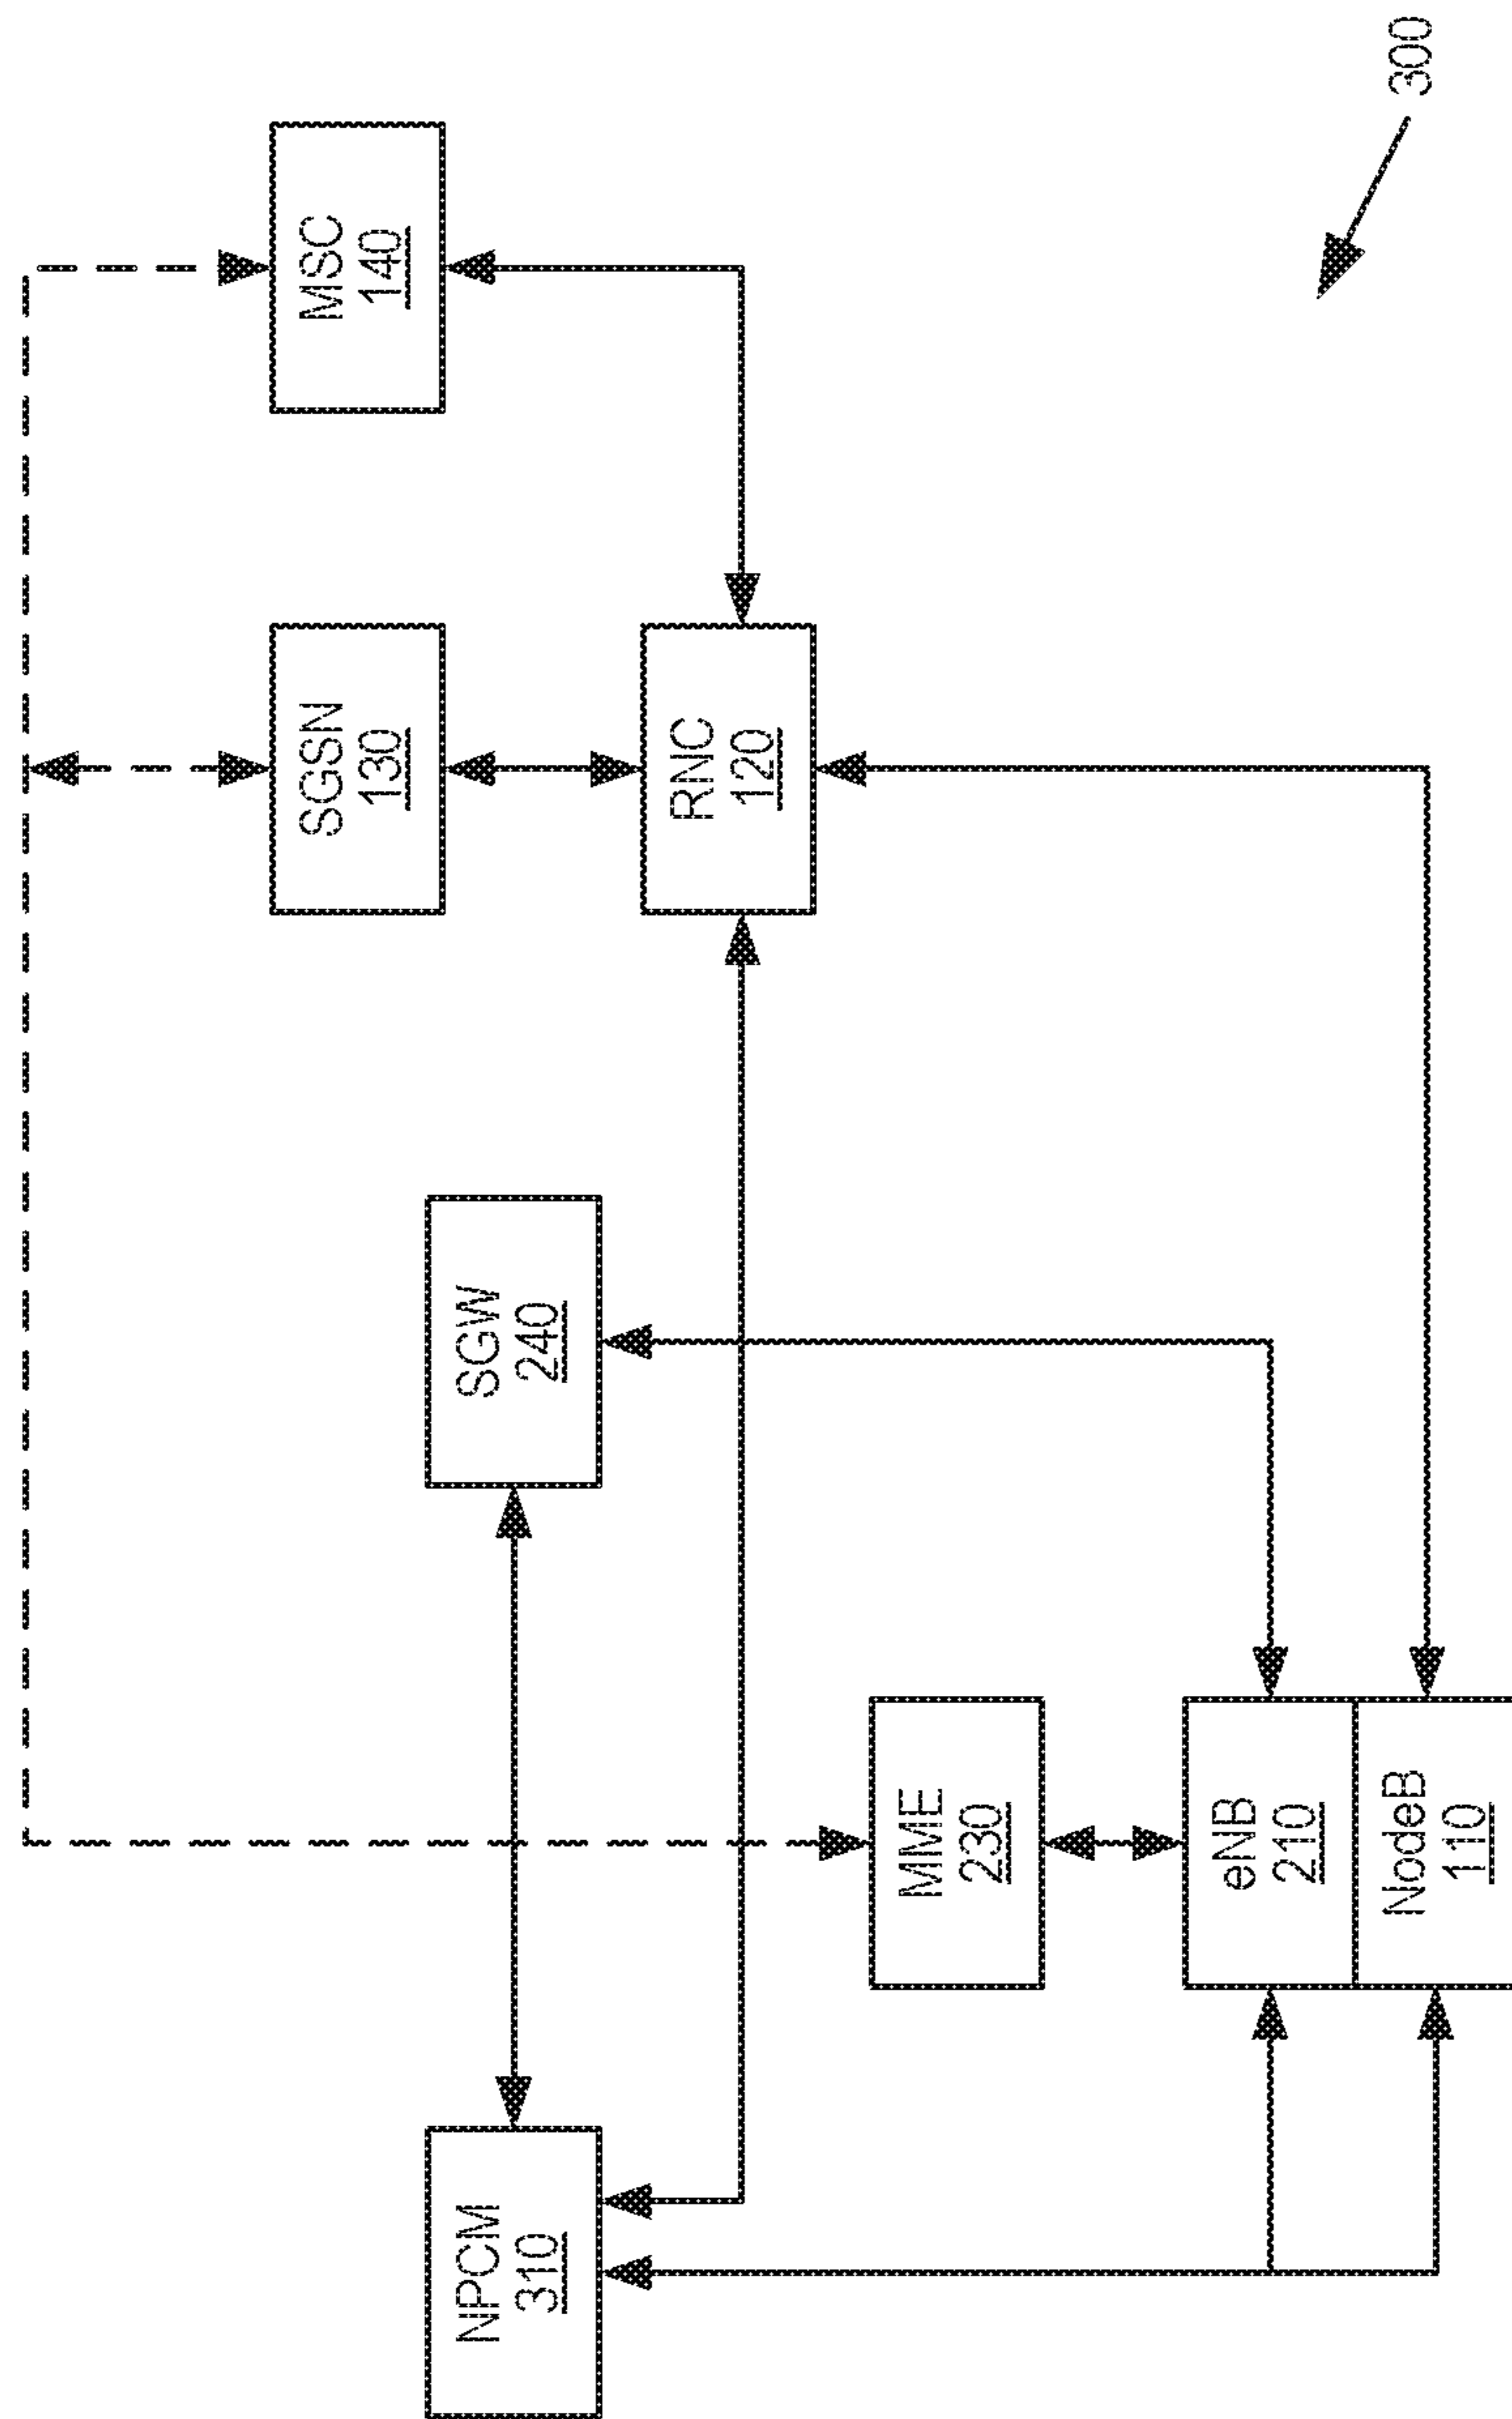 MSC
140
SGSN
130
RNC
120
SGW
240
MME
230
eNB
210
NodeB
110
NPCM
310
300